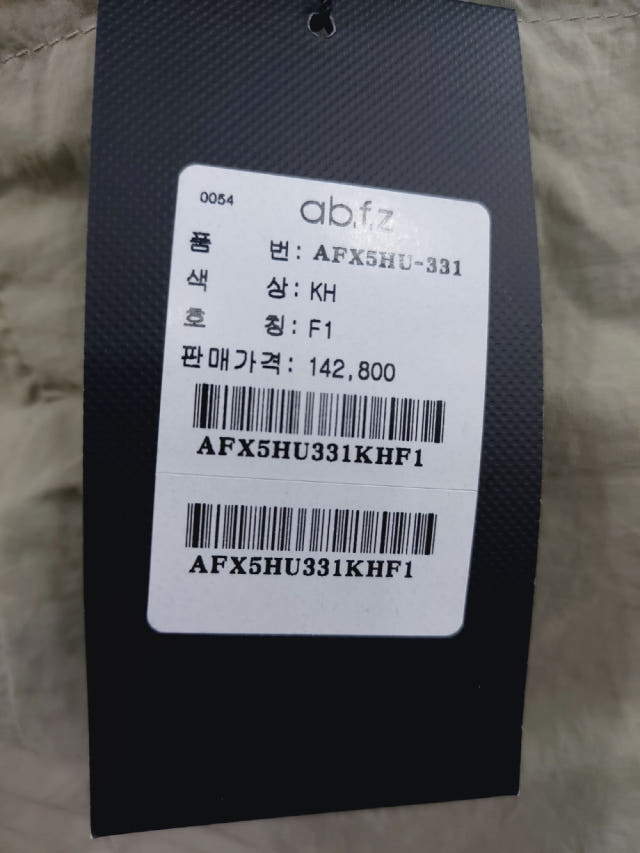 0054
ab.f.z
품 번: AFX5HU-331
색 상: KH
호 칭: F1
판매가격: 142,800
AFX5HU331KHF1
AFX5HU331KHF1